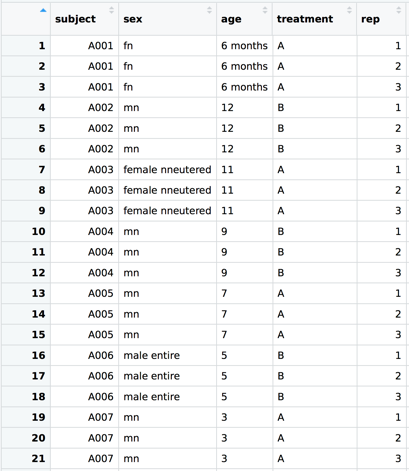 subject sex age treatment rep
1 A001 fn 6 months A 1
2 A001 fn 6 months A 2
3 A001 fn 6 months A 3
4 A002 mn 12 B 1
5 A002 mn 12 B 2
6 A002 mn 12 B 3
7 A003 female nneutered 11 A 1
8 A003 female nneutered 11 A 2
9 A003 female nneutered 11 A 3
10 A004 mn 9 B 1
11 A004 mn 9 B 2
12 A004 mn 9 B 3
13 A005 mn 7 A 1
14 A005 mn 7 A 2
15 A005 mn 7 A 3
16 A006 male entire 5 B 1
17 A006 male entire 5 B 2
18 A006 male entire 5 B 3
19 A007 mn 3 A 1
20 A007 mn 3 A 2
21 A007 mn 3 A 3